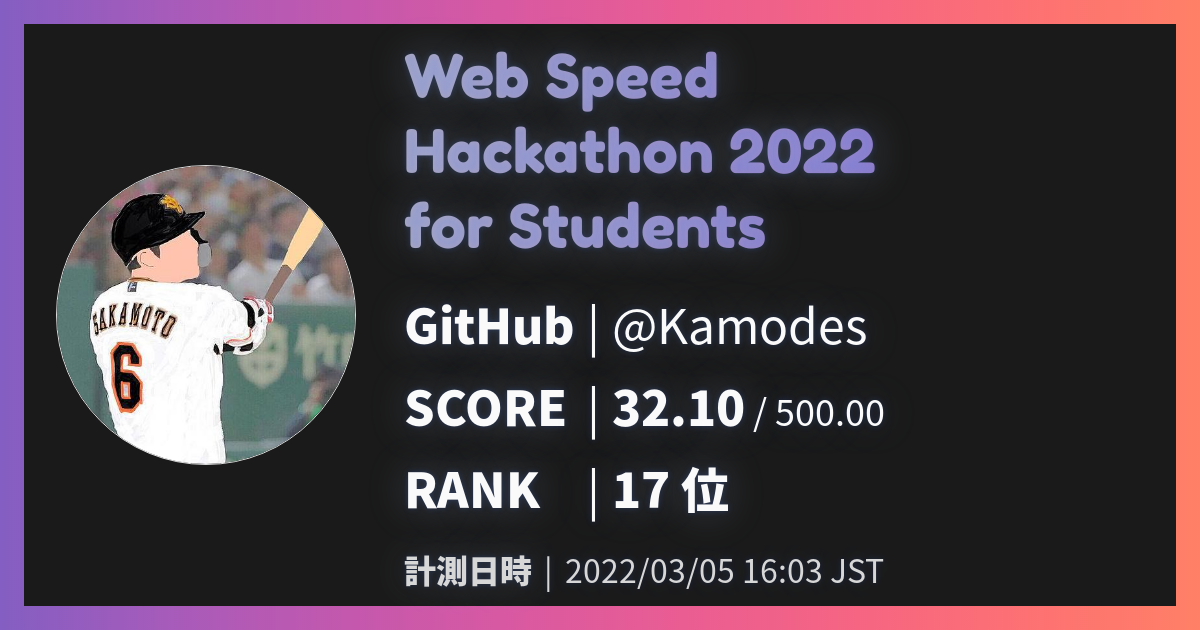 Web Speed
Hackathon 2022
for Students
GitHub | @Kamodes
SCORE | 32.10 / 500.00
RANK | 17 位
計測日時 | 2022/03/05 16:03 JST
SAKAMOTO
6
竹